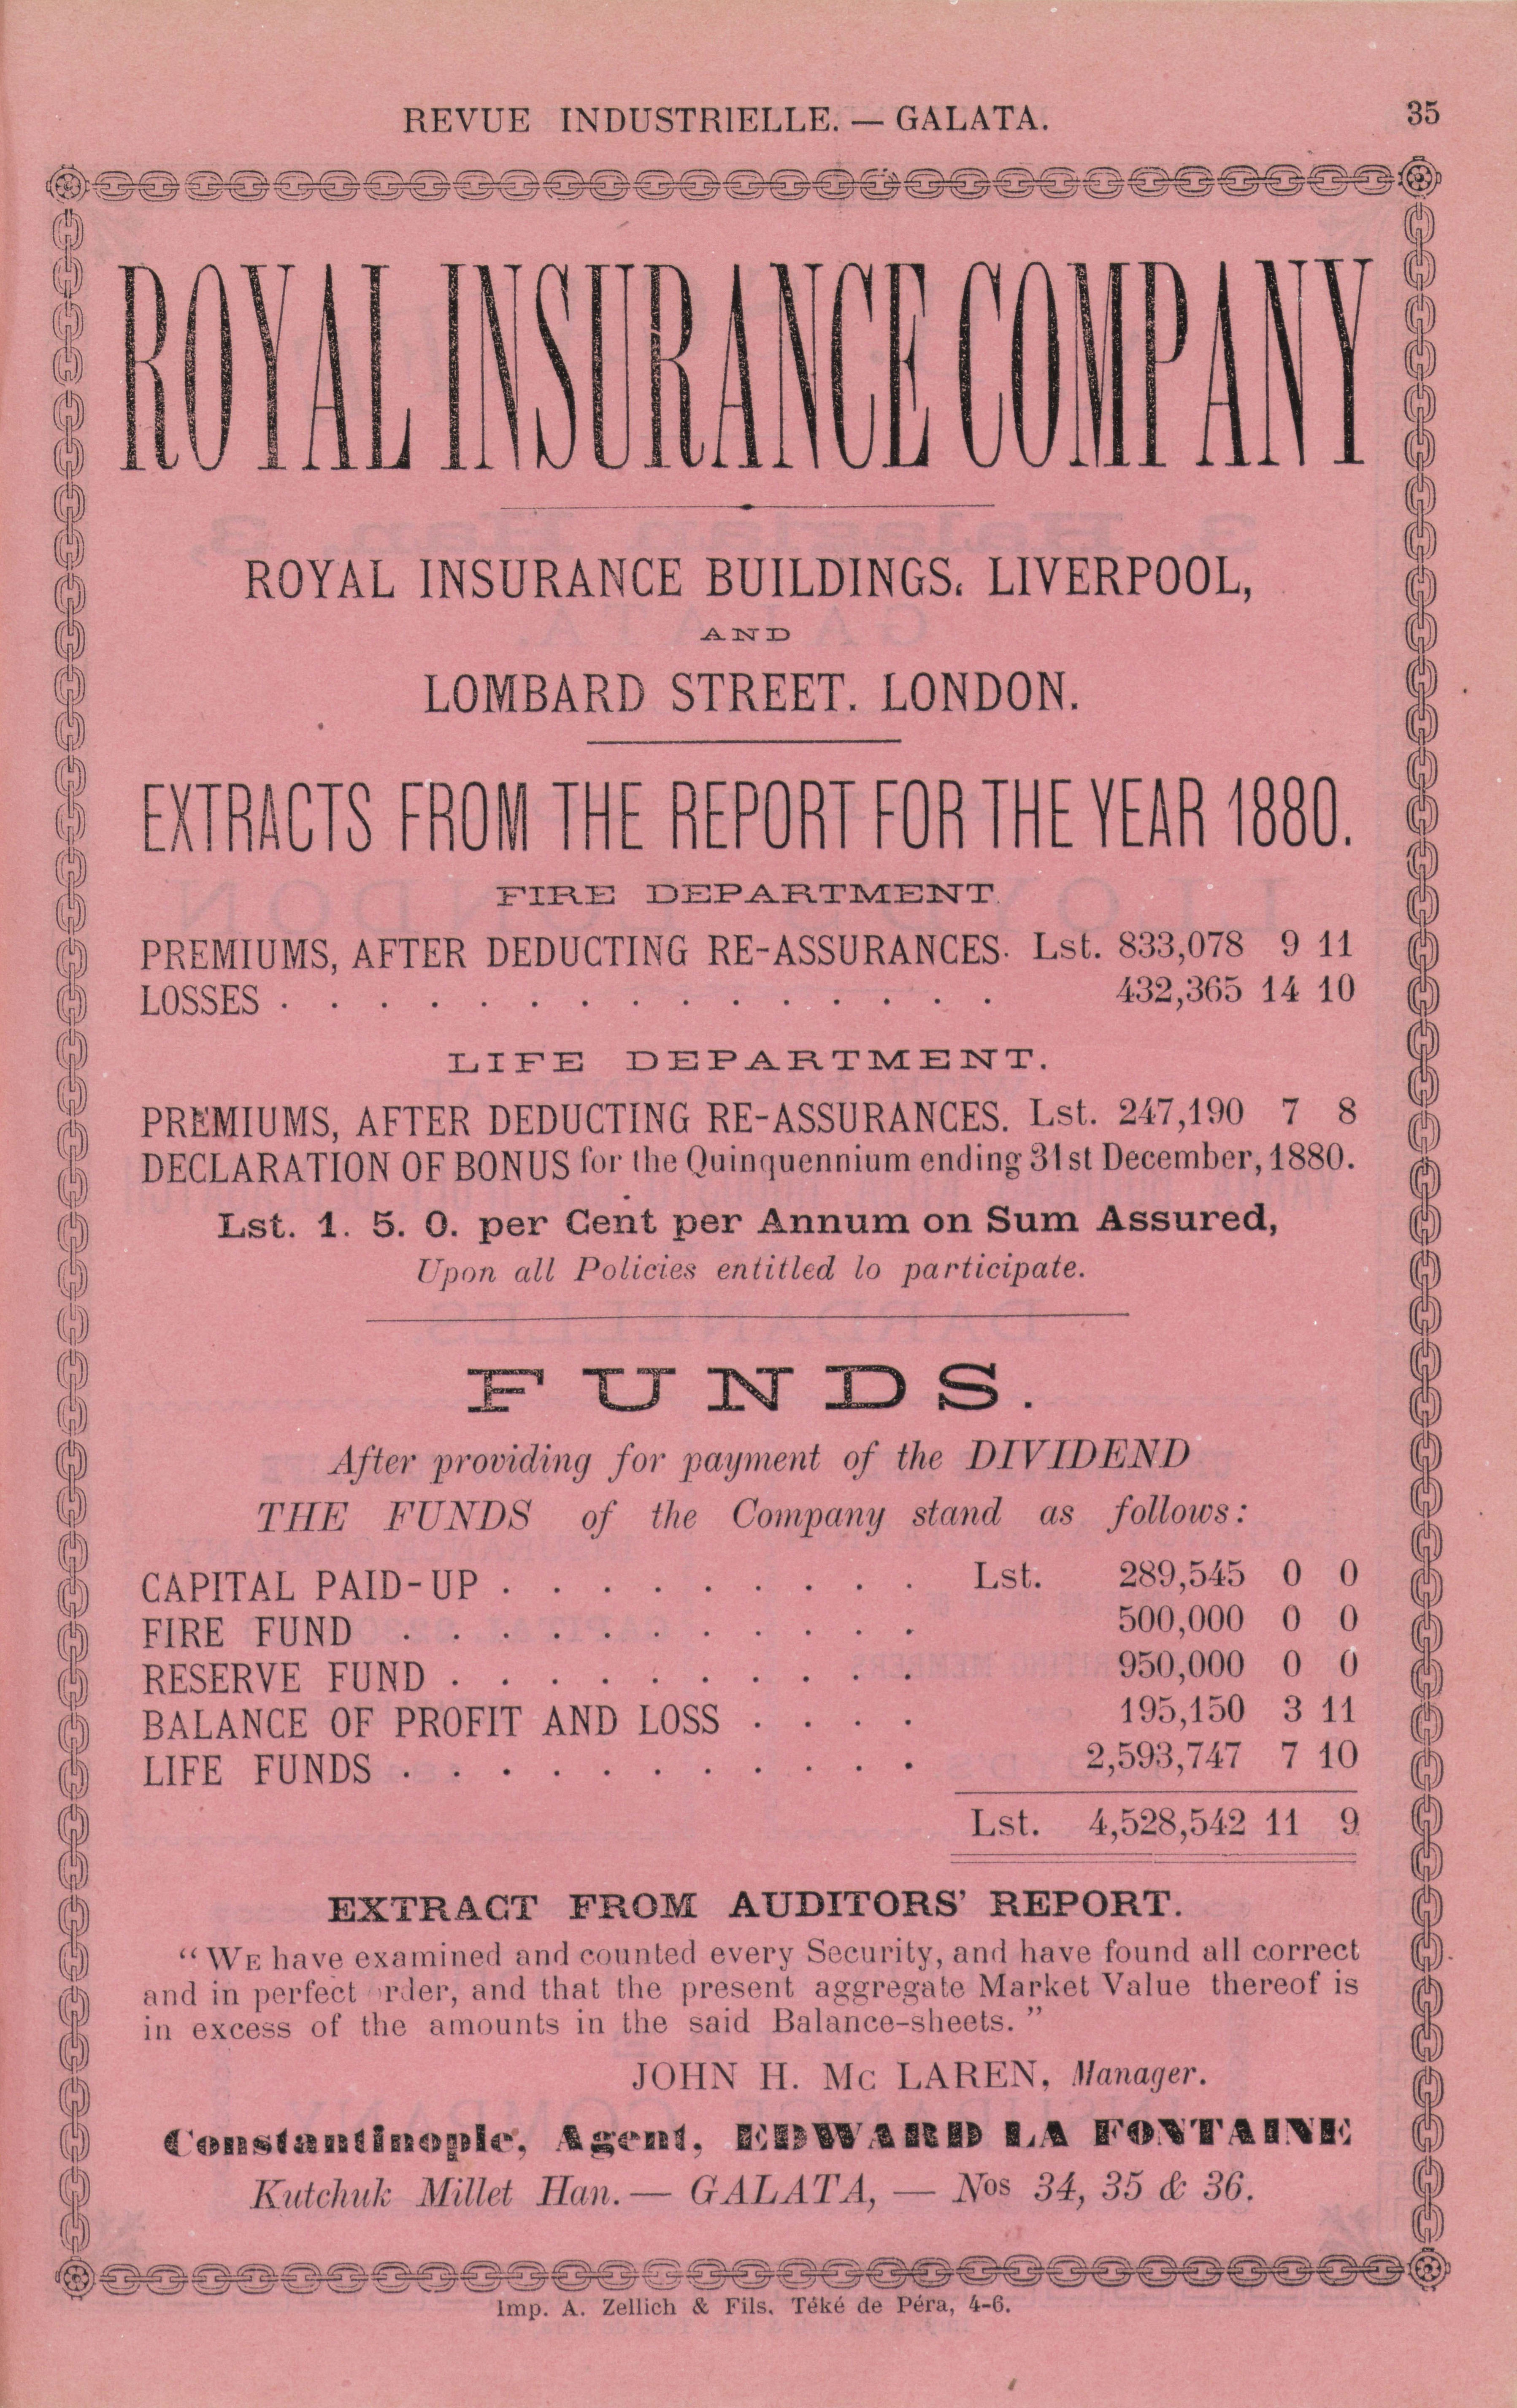 REVUE INDUSTRIELLE. — GALATA.
35
ROYAL INSURANCE COMPANY
ROYAL INSURANCE BUILDINGS. LIVERPOOL,
AND
LOMBARD STREET. LONDON.
EXTRACTS FROM THE REPORT FOR THE YEAR 1880.
FIRE DEPARTMENT.
PREMIUMS, AFTER DEDUCTING RE-ASSURANCES. Lst. 833,078 9 11
LOSSES . . . . . . . . . . . . . . . 432,365 14 10
LIFE DEPARTMENT.
PREMIUMS, AFTER DEDUCTING RE-ASSURANCES. Lst. 247,190 7 8
DECLARATION OF BONUS for the Quinquennium ending 31st December, 1880.
Lst. 1. 5. 0. per Cent per Annum on Sum Assured,
Upon all Policies entitled lo participate.
FUNDS.
After providing for payment of the DIVIDEND
THE FUNDS of the Company stand as follows:
CAPITAL PAID-UP . . . . . . . . . Lst. 289,545 0 0
FIRE FUND . . . . . . . . . . . 500,000 0 0
RESERVE FUND . . . . . . . . . . 950,000 0 0
BALANCE OF PROFIT AND LOSS . . . . 195,150 3 11
LIFE FUNDS . . . . . . . . . . . 2,593,747 7 10
Lst. 4,528,542 11 9
EXTRACT FROM AUDITORS' REPORT.
“WE have examined and counted every Security, and have found all correct
and in perfect rder, and that the present aggregate Market Value thereof is
in excess of the amounts in the said Balance-sheets.”
JOHN H. Mc LAREN, Manager.
Constantinople, Agent, EDWARD LA FONTAINE
Kutchuk Millet Han. — GALATA, — Nos 34, 35 & 36.
Imp. A. Zellich & Fils. Téké de Péra, 4-6.